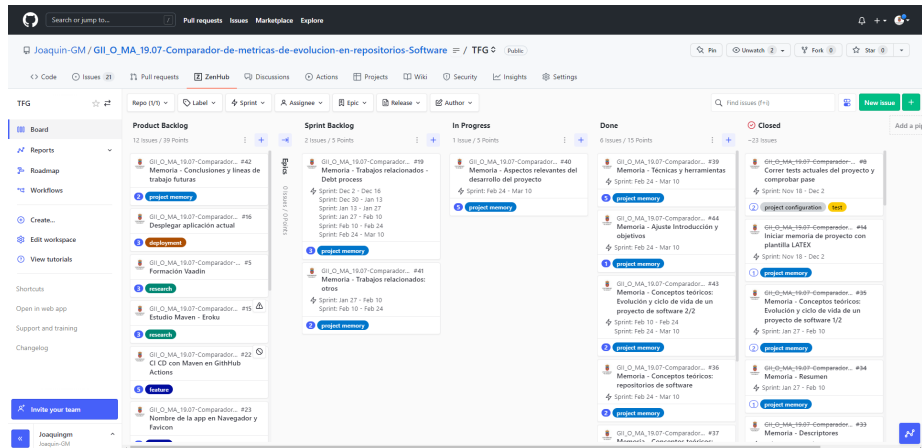 Search or jump to...
/
Pull requests Issues Marketplace Explore
Joaquin-GM / GII_O_MA_19.07-Comparador-de-metricas-de-evolucion-en-repositorios-Software = / TFG Public
Pin
Unwatch 2
Fork 0
Star 0
Code
Issues 21
Pull requests
ZenHub
Discussions
Actions
Projects
Wiki
Security
Insights
Settings
TFG
Board
Reports
Roadmap
Workflows
Create...
Edit workspace
View tutorials
Shortcuts
Open in web app
Support and training
Changelog
Invite your team
Joaquingm
Joaquin-GM
Repo (1/1)
Label
Sprint
Assignee
Epic
Release
Author
Find issues (f+i)
New issue
Product Backlog
12 Issues / 39 Points
GII_O_MA_19.07-Comparador... #42
Memoria - Conclusiones y líneas de
trabajo futuras
2 project memory
GII_O_MA_19.07-Comparador... #16
Desplegar aplicación actual
3 deployment
GII_O_MA_19.07-Comparador-... #5
Formación Vaadin
3 research
GII_O_MA_19.07-Comparador... #15
Estudio Maven - Eroku
3 research
GII_O_MA_19.07-Comparador... #22
CI CD con Maven en GithHub
Actions
5 feature
GII_O_MA_19.07-Comparador... #23
Nombre de la app en Navegador y
Favicon
Epics
0 Issues / 0 Points
Sprint Backlog
2 Issues / 5 Points
GII_O_MA_19.07-Comparador... #19
Memoria - Trabajos relacionados -
Debt process
Sprint: Dec 2 - Dec 16
Sprint: Dec 30 - Jan 13
Sprint: Jan 13 - Jan 27
Sprint: Jan 27 - Feb 10
Sprint: Feb 10 - Feb 24
Sprint: Feb 24 - Mar 10
3 project memory
GII_O_MA_19.07-Comparador... #41
Memoria - Trabajos relacionados:
otros
Sprint: Jan 27 - Feb 10
Sprint: Feb 10 - Feb 24
2 project memory
In Progress
1 Issue / 5 Points
GII_O_MA_19.07-Comparador... #40
Memoria - Aspectos relevantes del
desarrollo del proyecto
Sprint: Feb 24 - Mar 10
5 project memory
Done
6 Issues / 15 Points
GII_O_MA_19.07-Comparador... #39
Memoria - Técnicas y herramientas
Sprint: Feb 24 - Mar 10
5 project memory
GII_O_MA_19.07-Comparador... #44
Memoria - Ajuste Introducción y
objetivos
Sprint: Feb 24 - Mar 10
1 project memory
GII_O_MA_19.07-Comparador... #43
Memoria - Conceptos teóricos:
Evolución y ciclo de vida de un
proyecto de software 2/2
Sprint: Feb 10 - Feb 24
Sprint: Feb 24 - Mar 10
2 project memory
GII_O_MA_19.07-Comparador... #36
Memoria - Conceptos teóricos:
repositorios de software
Sprint: Feb 24 - Mar 10
2 project memory
GII_O_MA_19.07-Comparador... #37
Memoria - Conceptos teóricos:
Closed
~23 Issues
GII_O_MA_19.07-Comparador-... #8
Correr tests actuales del proyecto y
comprobar pase
Sprint: Nov 18 - Dec 2
2 project configuration test
GII_O_MA_19.07-Comparador... #14
Iniciar memoria de proyecto con
plantilla LATEX
Sprint: Nov 18 - Dec 2
1 project memory
GII_O_MA_19.07-Comparador... #35
Memoria - Conceptos teóricos:
Evolución y ciclo de vida de un
proyecto de software 1/2
Sprint: Jan 27 - Feb 10
2 project memory
GII_O_MA_19.07-Comparador... #34
Memoria - Resumen
Sprint: Jan 27 - Feb 10
1 project memory
GII_O_MA_19.07-Comparador... #33
Memoria - Descriptores
Add a pip